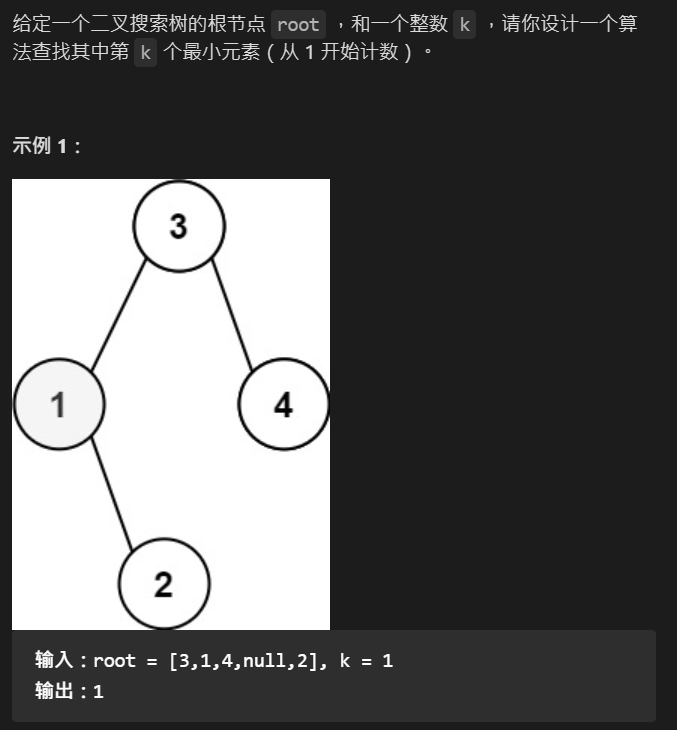 给定一个二叉搜索树的根节点 root ，和一个整数 k ，请你设计一个算
法查找其中第 k 个最小元素（从 1 开始计数）。
示例 1：
3
1
4
2
输入：root = [3,1,4,null,2], k = 1
输出：1